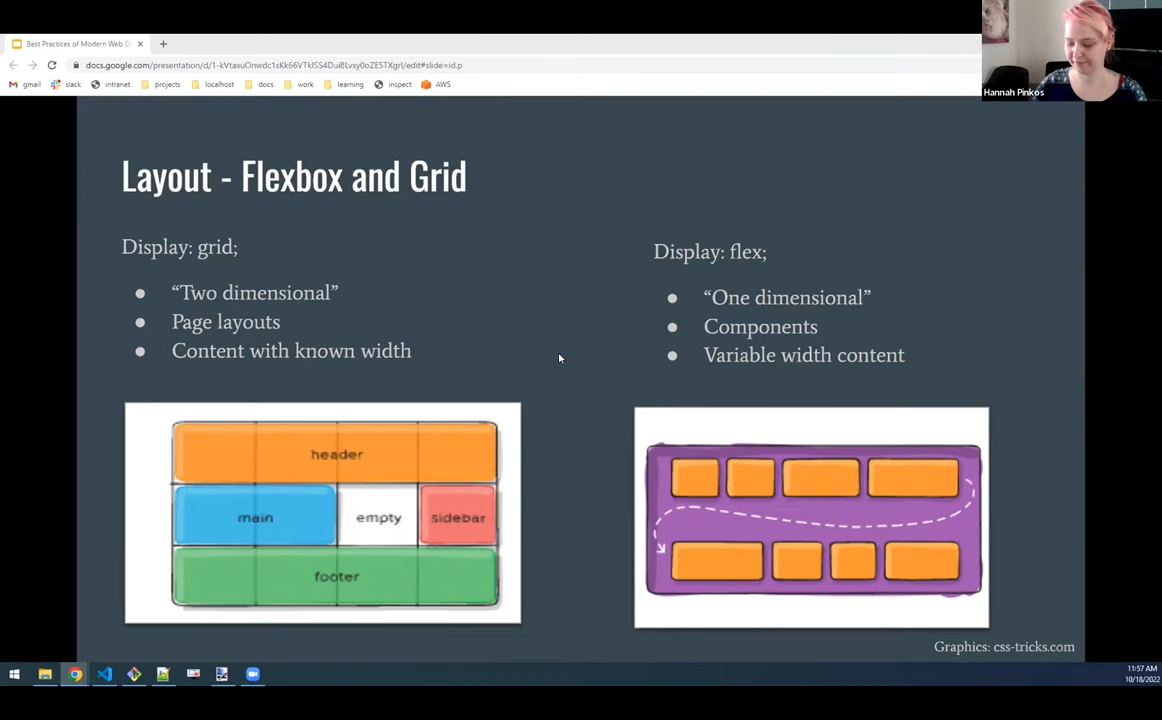 Best Practices of Modern Web D
docs.google.com/presentation/d/1-kVtaxuOnwdc1sKk66VTkISS4Dui8Lvsy0oZE5TXgrI/edit#slide=id.p
gmail slack intranet projects localhost docs work learning inspect AWS
Hannah Pinkos
Layout - Flexbox and Grid
Display: grid;
● “Two dimensional”
● Page layouts
● Content with known width
Display: flex;
● “One dimensional”
● Components
● Variable width content
header
main empty sidebar
footer
Graphics: css-tricks.com
11:57 AM
10/18/2022